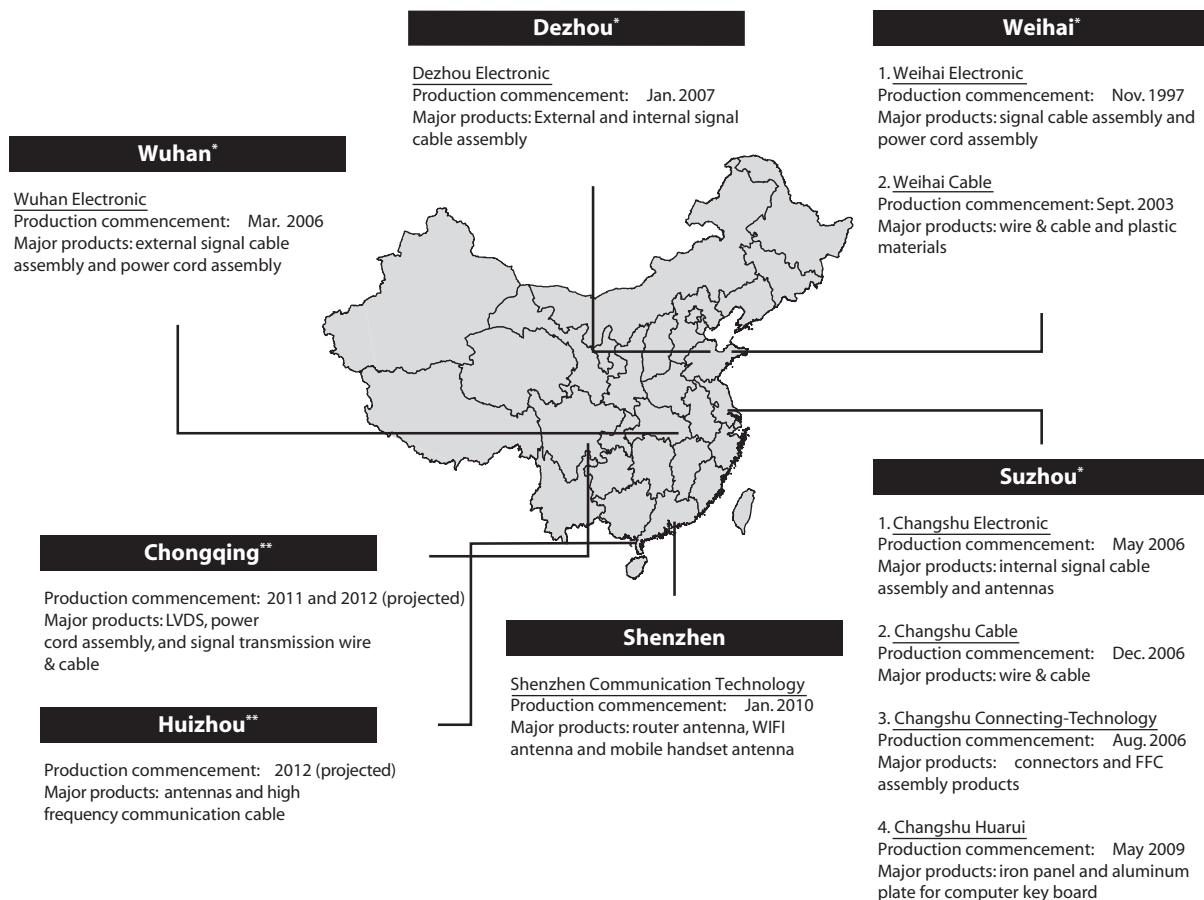 Dezhou*
Dezhou Electronic
Production commencement: Jan. 2007
Major products: External and internal signal
cable assembly
Weihai*
1. Weihai Electronic
Production commencement: Nov. 1997
Major products: signal cable assembly and
power cord assembly
2. Weihai Cable
Production commencement: Sept. 2003
Major products: wire & cable and plastic
materials
Wuhan*
Wuhan Electronic
Production commencement: Mar. 2006
Major products: external signal cable
assembly and power cord assembly
Suzhou*
1. Changshu Electronic
Production commencement: May 2006
Major products: internal signal cable
assembly and antennas
2. Changshu Cable
Production commencement: Dec. 2006
Major products: wire & cable
3. Changshu Connecting-Technology
Production commencement: Aug. 2006
Major products: connectors and FFC
assembly products
4. Changshu Huarui
Production commencement: May 2009
Major products: iron panel and aluminum
plate for computer key board
Chongqing**
Production commencement: 2011 and 2012 (projected)
Major products: LVDS, power
cord assembly, and signal transmission wire
& cable
Shenzhen
Shenzhen Communication Technology
Production commencement: Jan. 2010
Major products: router antenna, WIFI
antenna and mobile handset antenna
Huizhou**
Production commencement: 2012 (projected)
Major products: antennas and high
frequency communication cable